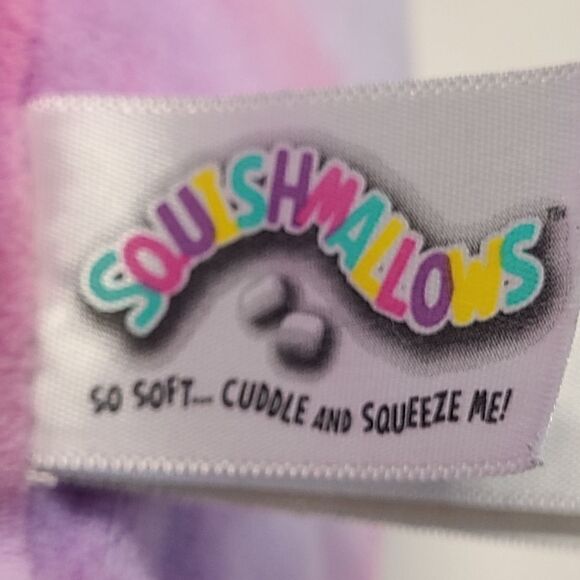 SQUISHMALLOWS™
SO SOFT... CUDDLE AND SQUEEZE ME!